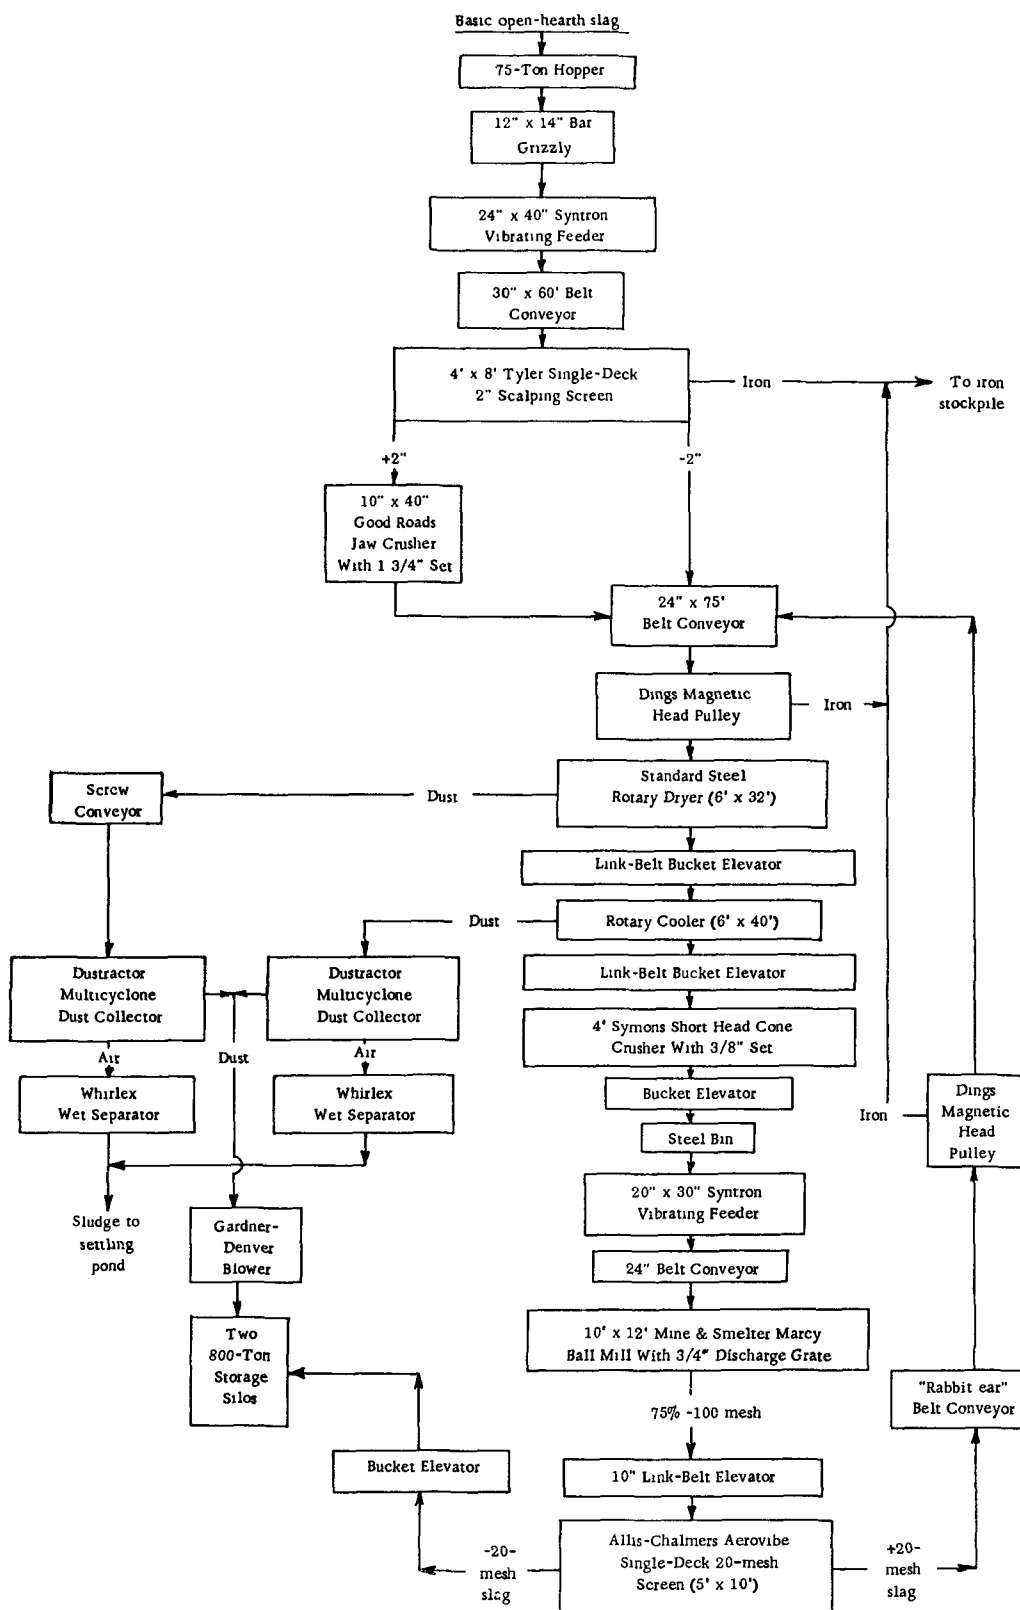 Basic open-hearth slag
75-Ton Hopper
12" x 14" Bar
Grizzly
24" x 40" Syntron
Vibrating Feeder
30" x 60' Belt
Conveyor
4' x 8' Tyler Single-Deck
2" Scalping Screen
Iron
To iron
stockpile
+2"
-2"
10" x 40"
Good Roads
Jaw Crusher
With 1 3/4" Set
24" x 75'
Belt Conveyor
Dings Magnetic
Head Pulley
Iron
Standard Steel
Rotary Dryer (6' x 32')
Dust
Screw
Conveyor
Link-Belt Bucket Elevator
Rotary Cooler (6' x 40')
Dust
Dustractor
Multicyclone
Dust Collector
Dustractor
Multicyclone
Dust Collector
Link-Belt Bucket Elevator
4' Symons Short Head Cone
Crusher With 3/8" Set
Air
Dust
Air
Whirlex
Wet Separator
Whirlex
Wet Separator
Bucket Elevator
Iron
Dings
Magnetic
Head
Pulley
Steel Bin
20" x 30" Syntron
Vibrating Feeder
Sludge to
settling
pond
Gardner-
Denver
Blower
24" Belt Conveyor
10' x 12' Mine & Smelter Marcy
Ball Mill With 3/4" Discharge Grate
Two
800-Ton
Storage
Silos
"Rabbit ear"
Belt Conveyor
75% -100 mesh
Bucket Elevator
10" Link-Belt Elevator
-20-
mesh
slag
Allis-Chalmers Aerovibe
Single-Deck 20-mesh
Screen (5' x 10')
+20-
mesh
slag